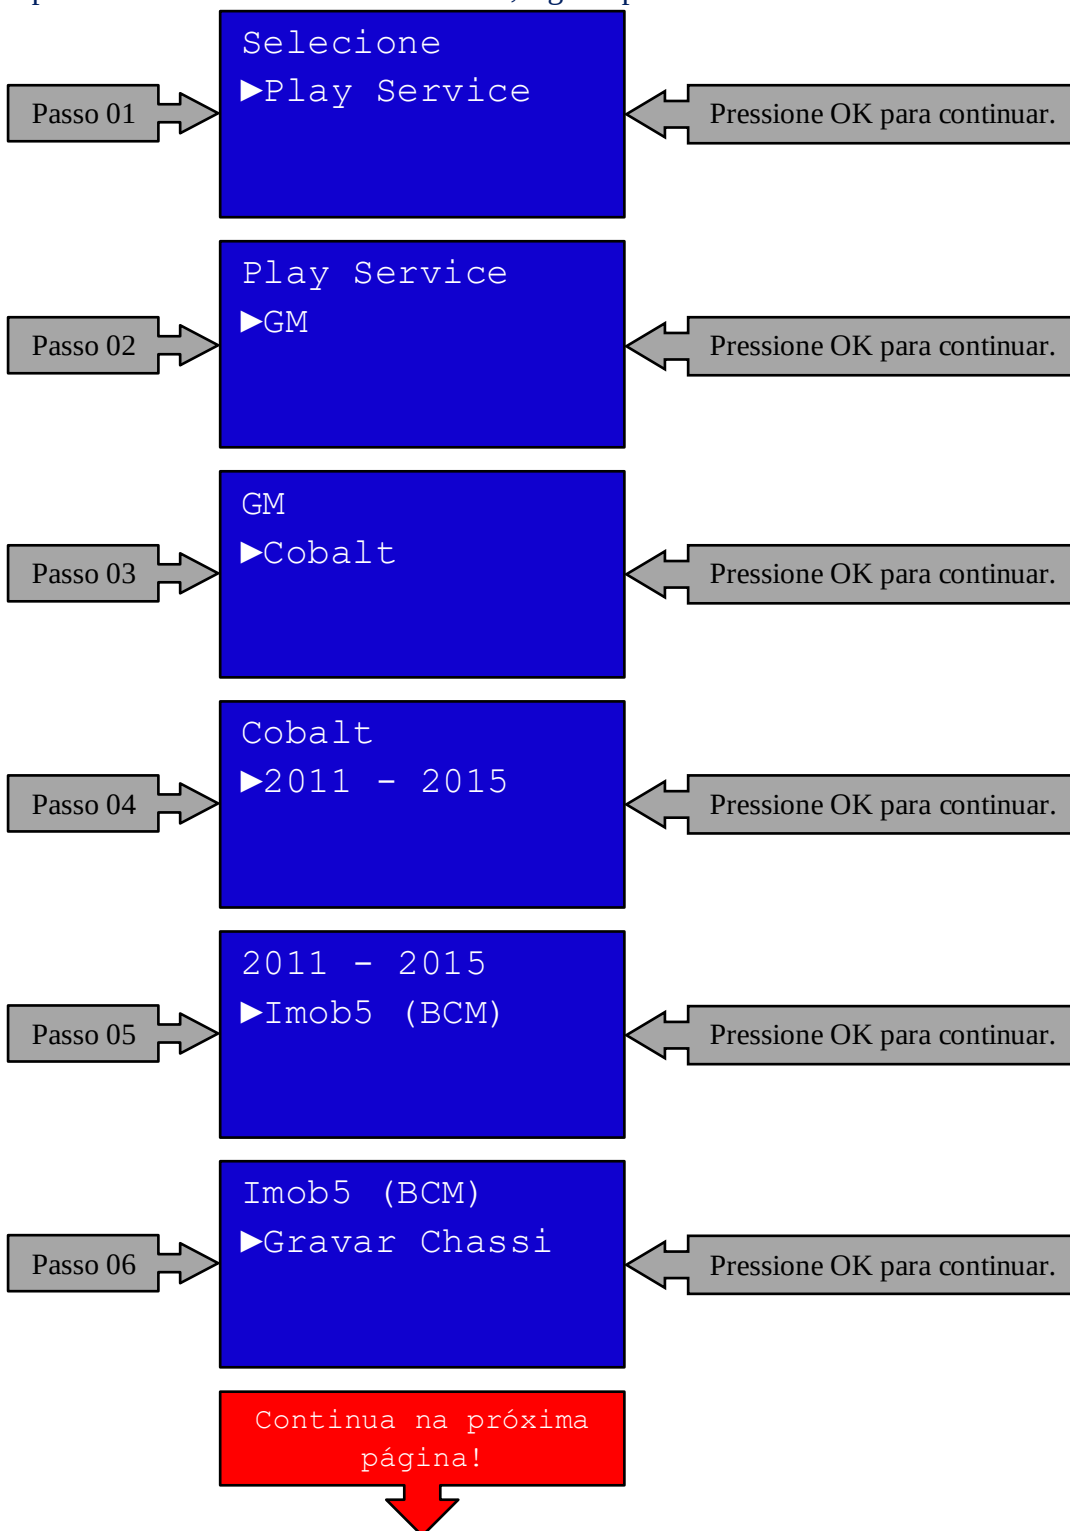 Selecione
►Play Service
Passo 01
Pressione OK para continuar.
Play Service
►GM
Passo 02
Pressione OK para continuar.
GM
►Cobalt
Passo 03
Pressione OK para continuar.
Cobalt
►2011 - 2015
Passo 04
Pressione OK para continuar.
2011 - 2015
►Imob5 (BCM)
Passo 05
Pressione OK para continuar.
Imob5 (BCM)
►Gravar Chassi
Passo 06
Pressione OK para continuar.
Continua na próxima
página!